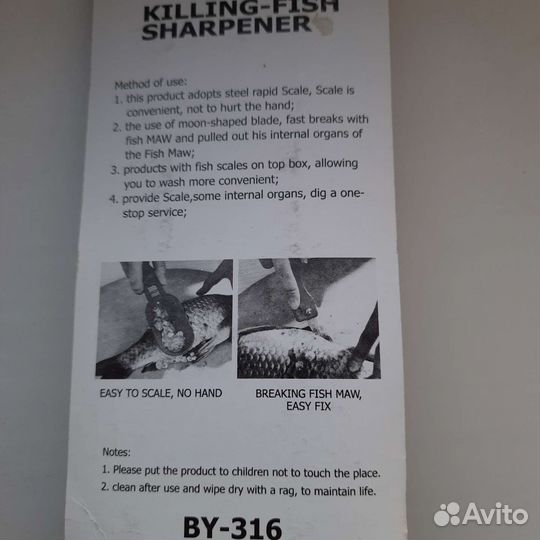 KILLING-FISH
SHARPENER
Method of use:
1. this product adopts steel rapid Scale, Scale is
convenient, not to hurt the hand;
2. the use of moon-shaped blade, fast breaks with
fish MAW and pulled out his internal organs of
the Fish Maw;
3. products with fish scales on top box, allowing
you to wash more convenient;
4. provide Scale,some internal organs, dig a one-
stop service;
EASY TO SCALE, NO HAND
BREAKING FISH MAW,
EASY FIX
Notes:
1. Please put the product to children not to touch the place.
2. clean after use and wipe dry with a rag, to maintain life.
BY-316
Avito